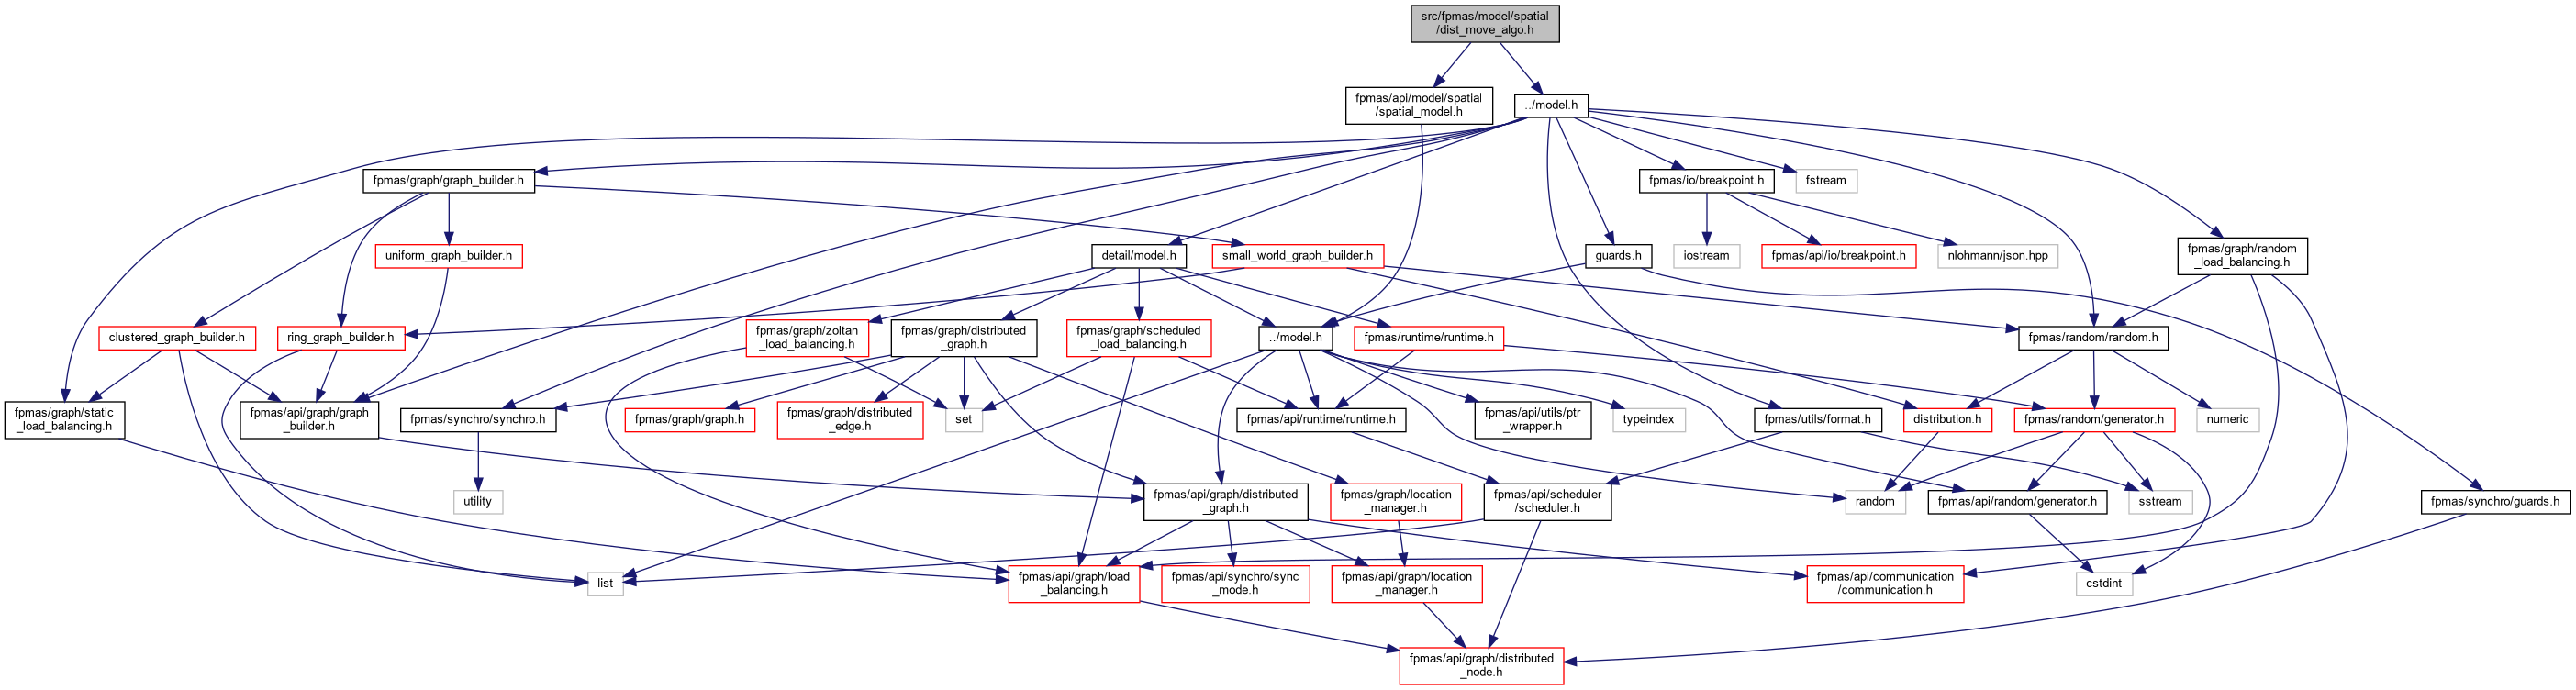 src/fpmas/model/spatial
/dist_move_algo.h
fpmas/api/model/spatial
/spatial_model.h
../model.h
fpmas/graph/graph_builder.h
fpmas/io/breakpoint.h
fstream
uniform_graph_builder.h
detail/model.h
small_world_graph_builder.h
guards.h
iostream
fpmas/api/io/breakpoint.h
nlohmann/json.hpp
fpmas/graph/random
_load_balancing.h
clustered_graph_builder.h
ring_graph_builder.h
fpmas/graph/zoltan
_load_balancing.h
fpmas/graph/distributed
_graph.h
fpmas/graph/scheduled
_load_balancing.h
../model.h
fpmas/runtime/runtime.h
fpmas/random/random.h
fpmas/graph/static
_load_balancing.h
fpmas/api/graph/graph
_builder.h
fpmas/synchro/synchro.h
fpmas/graph/graph.h
fpmas/graph/distributed
_edge.h
set
fpmas/api/runtime/runtime.h
fpmas/api/utils/ptr
_wrapper.h
typeindex
fpmas/utils/format.h
distribution.h
fpmas/random/generator.h
numeric
utility
fpmas/api/graph/distributed
_graph.h
fpmas/graph/location
_manager.h
fpmas/api/scheduler
/scheduler.h
random
fpmas/api/random/generator.h
sstream
fpmas/synchro/guards.h
list
fpmas/api/graph/load
_balancing.h
fpmas/api/synchro/sync
_mode.h
fpmas/api/graph/location
_manager.h
fpmas/api/communication
/communication.h
cstdint
fpmas/api/graph/distributed
_node.h